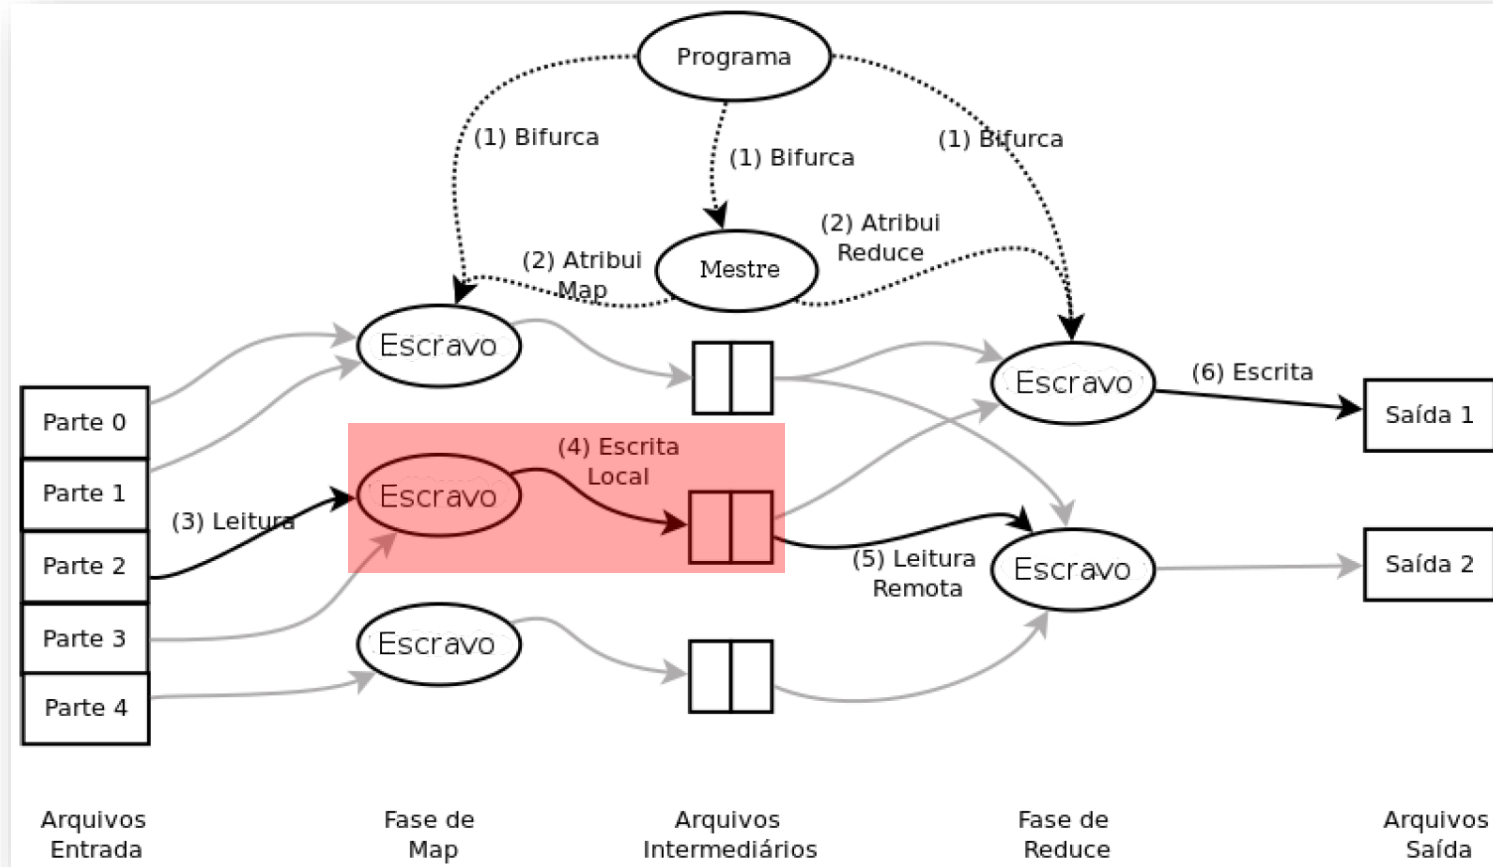 Programa
(1) Bifurca
(1) Bifurca
(1) Bifurca
(2) Atribui
Map
Mestre
(2) Atribui
Reduce
Escravo
Escravo
(6) Escrita
Saída 1
Parte 0
Parte 1
Parte 2
Parte 3
Parte 4
(3) Leitura
Escravo
(4) Escrita
Local
(5) Leitura
Remota
Escravo
Saída 2
Escravo
Arquivos
Entrada
Fase de
Map
Arquivos
Intermediários
Fase de
Reduce
Arquivos
Saída